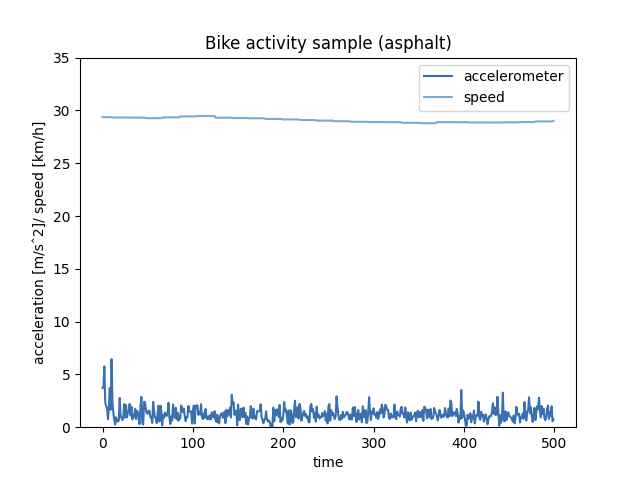 Bike activity sample (asphalt)
accelerometer
speed
35
30
25
20
15
10
5
0
acceleration [m/sˆ2]/ speed [km/h]
0 100 200 300 400 500
time